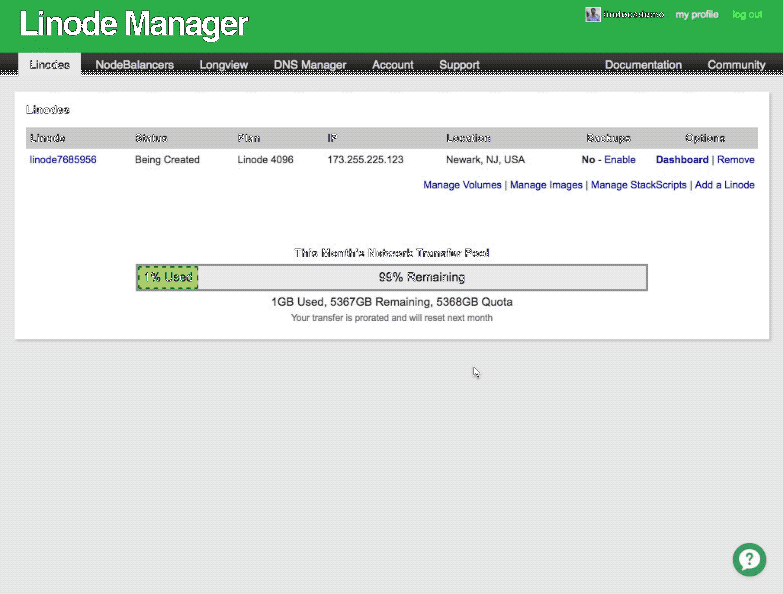 Linode Manager
my profile
log out
Linodes
NodeBalancers
Longview
DNS Manager
Account
Support
Documentation
Community
Linodes
Linode Status Plan IP Location Backups Options
linode7685956 Being Created Linode 4096 173.255.225.123 Newark, NJ, USA No - Enable Dashboard | Remove
Manage Volumes | Manage Images | Manage StackScripts | Add a Linode
This Month's Network Transfer Pool
1% Used 99% Remaining
1GB Used, 5367GB Remaining, 5368GB Quota
Your transfer is prorated and will reset next month
?